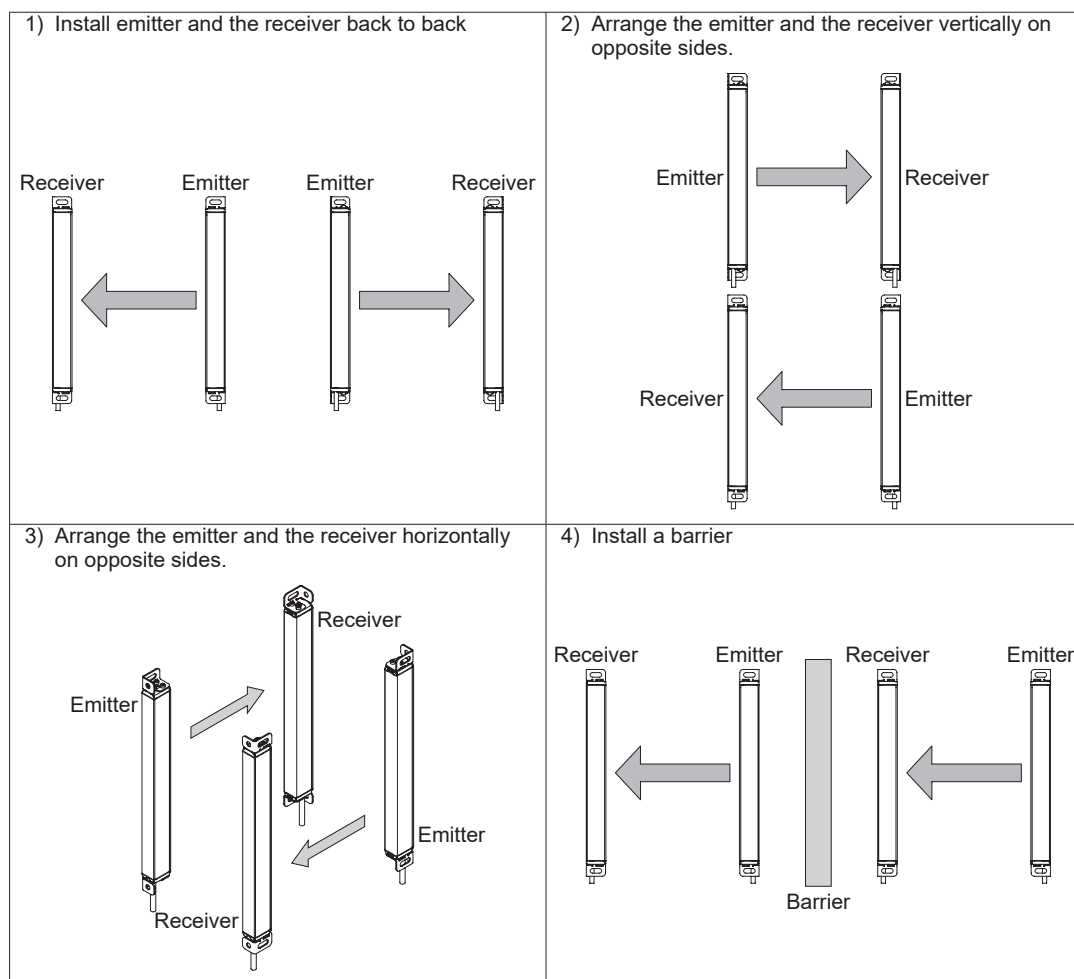 1) Install emitter and the receiver back to back
Receiver
Emitter
Emitter
Receiver
2) Arrange the emitter and the receiver vertically on
opposite sides.
Emitter
Receiver
Receiver
Emitter
3) Arrange the emitter and the receiver horizontally
on opposite sides.
Receiver
Emitter
Emitter
Receiver
4) Install a barrier
Receiver
Emitter
Receiver
Emitter
Barrier